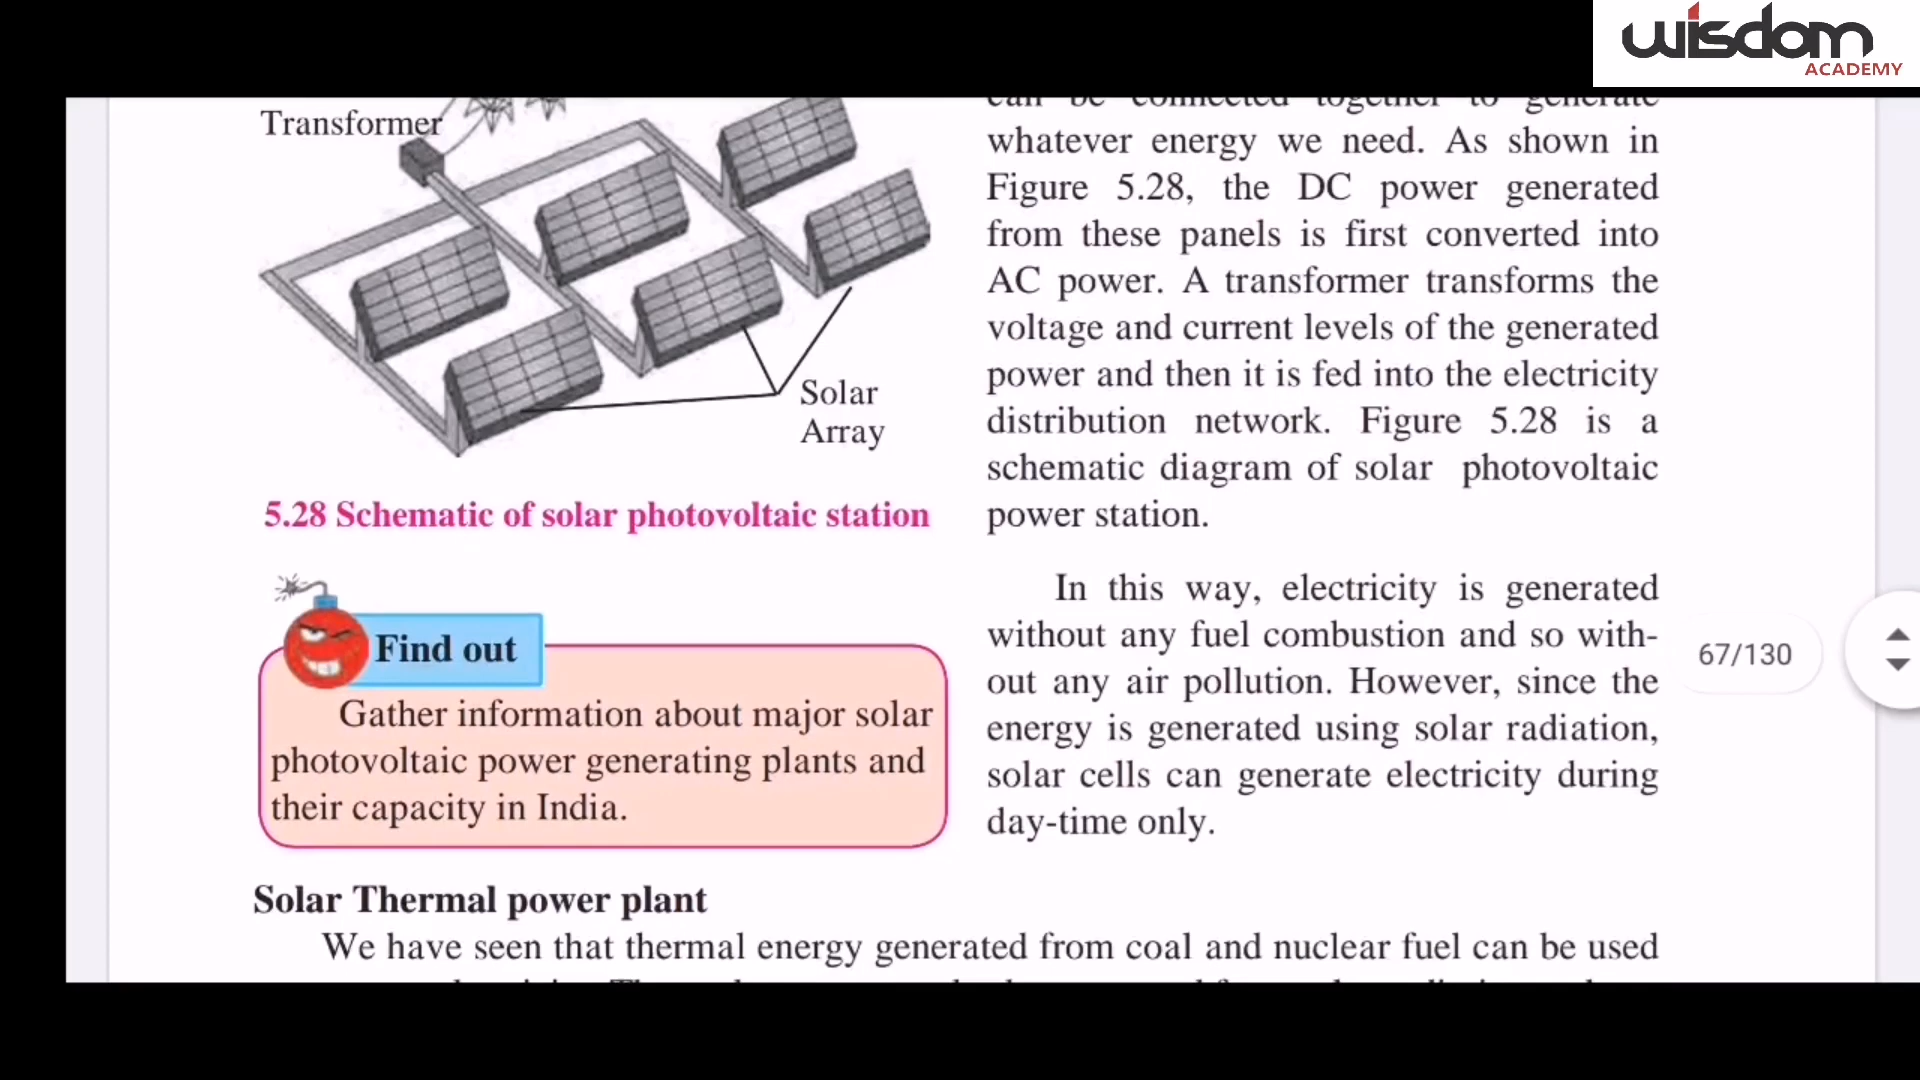 wisdom
ACADEMY
Transformer
Solar
Array
5.28 Schematic of solar photovoltaic station
Find out
Gather information about major solar
photovoltaic power generating plants and
their capacity in India.
can be connected together to generate
whatever energy we need. As shown in
Figure 5.28, the DC power generated
from these panels is first converted into
AC power. A transformer transforms the
voltage and current levels of the generated
power and then it is fed into the electricity
distribution network. Figure 5.28 is a
schematic diagram of solar photovoltaic
power station.
In this way, electricity is generated
without any fuel combustion and so with-
out any air pollution. However, since the
energy is generated using solar radiation,
solar cells can generate electricity during
day-time only.
67/130
Solar Thermal power plant
We have seen that thermal energy generated from coal and nuclear fuel can be used